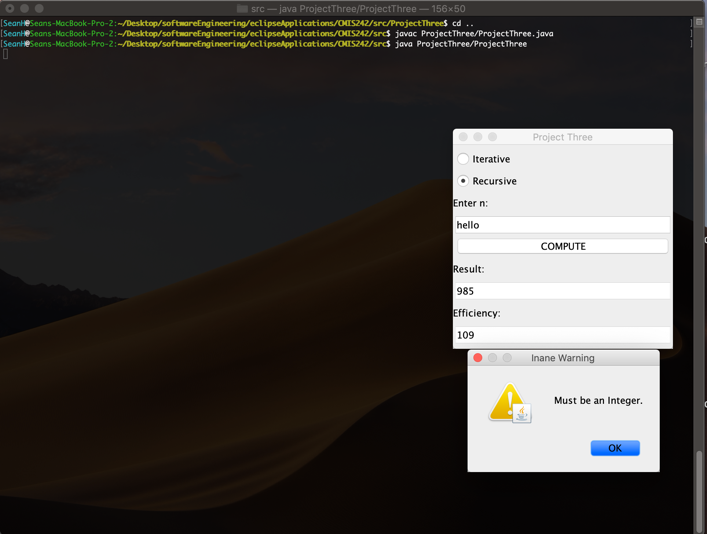 src — java ProjectThree/ProjectThree — 156×50
[SeanH@Seans-MacBook-Pro-2:~/Desktop/softwareEngineering/eclipseApplications/CMIS242/src/ProjectThree$ cd .. ]
[SeanH@Seans-MacBook-Pro-2:~/Desktop/softwareEngineering/eclipseApplications/CMIS242/src$ javac ProjectThree/ProjectThree.java ]
[SeanH@Seans-MacBook-Pro-2:~/Desktop/softwareEngineering/eclipseApplications/CMIS242/src$ java ProjectThree/ProjectThree ]
Project Three
Iterative
Recursive
Enter n:
hello
COMPUTE
Result:
985
Efficiency:
109
Inane Warning
Must be an Integer.
OK